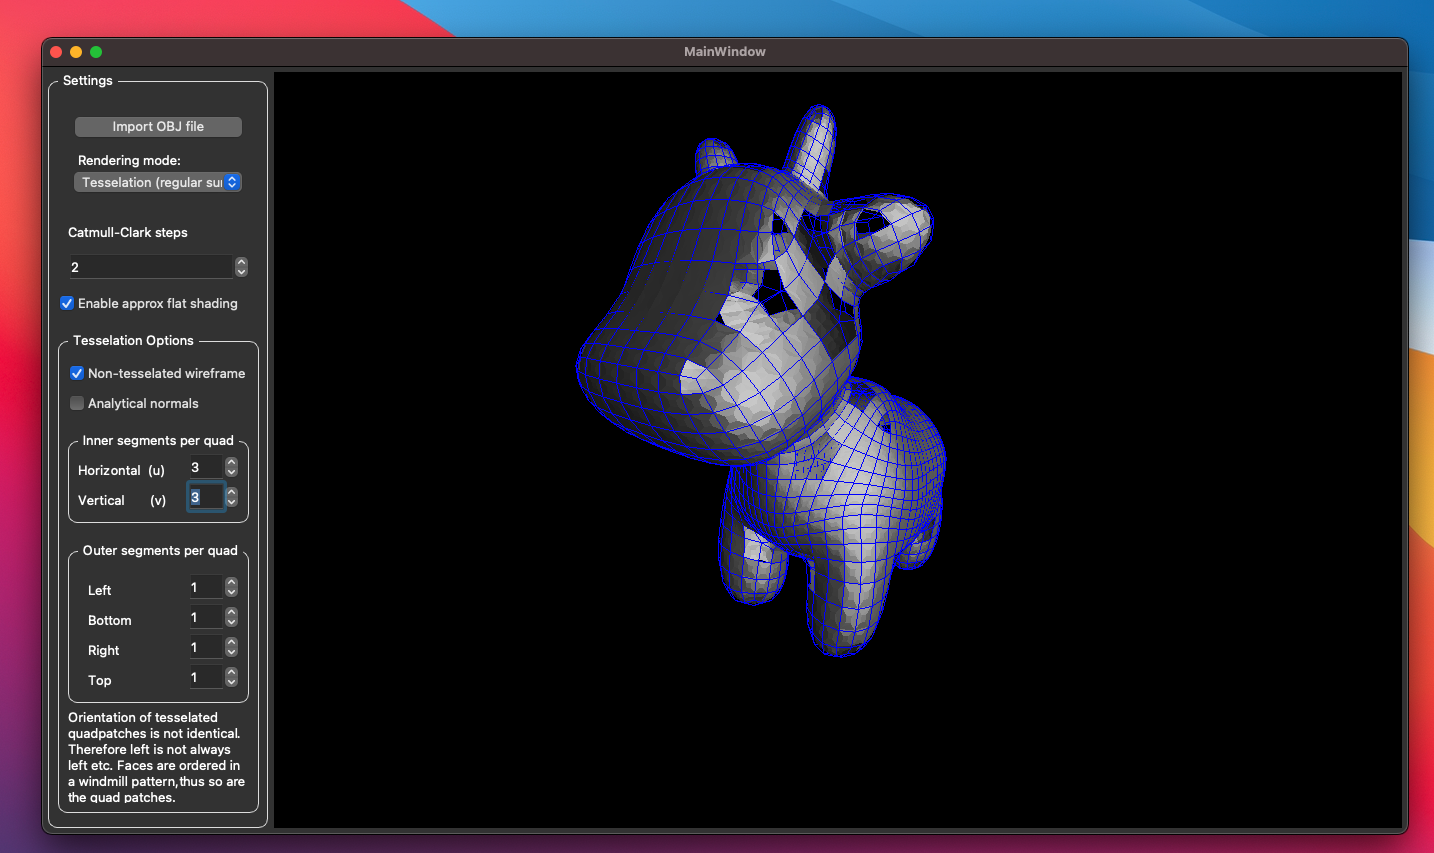 MainWindow
Settings
Import OBJ file
Rendering mode:
Tesselation (regular sur
Catmull-Clark steps
2
Enable approx flat shading
Tesselation Options
Non-tesselated wireframe
Analytical normals
Inner segments per quad
Horizontal (u) 3
Vertical (v) 3
Outer segments per quad
Left 1
Bottom 1
Right 1
Top 1
Orientation of tesselated
quadpatches is not identical.
Therefore left is not always
left etc. Faces are ordered in
a windmill pattern,thus so are
the quad patches.